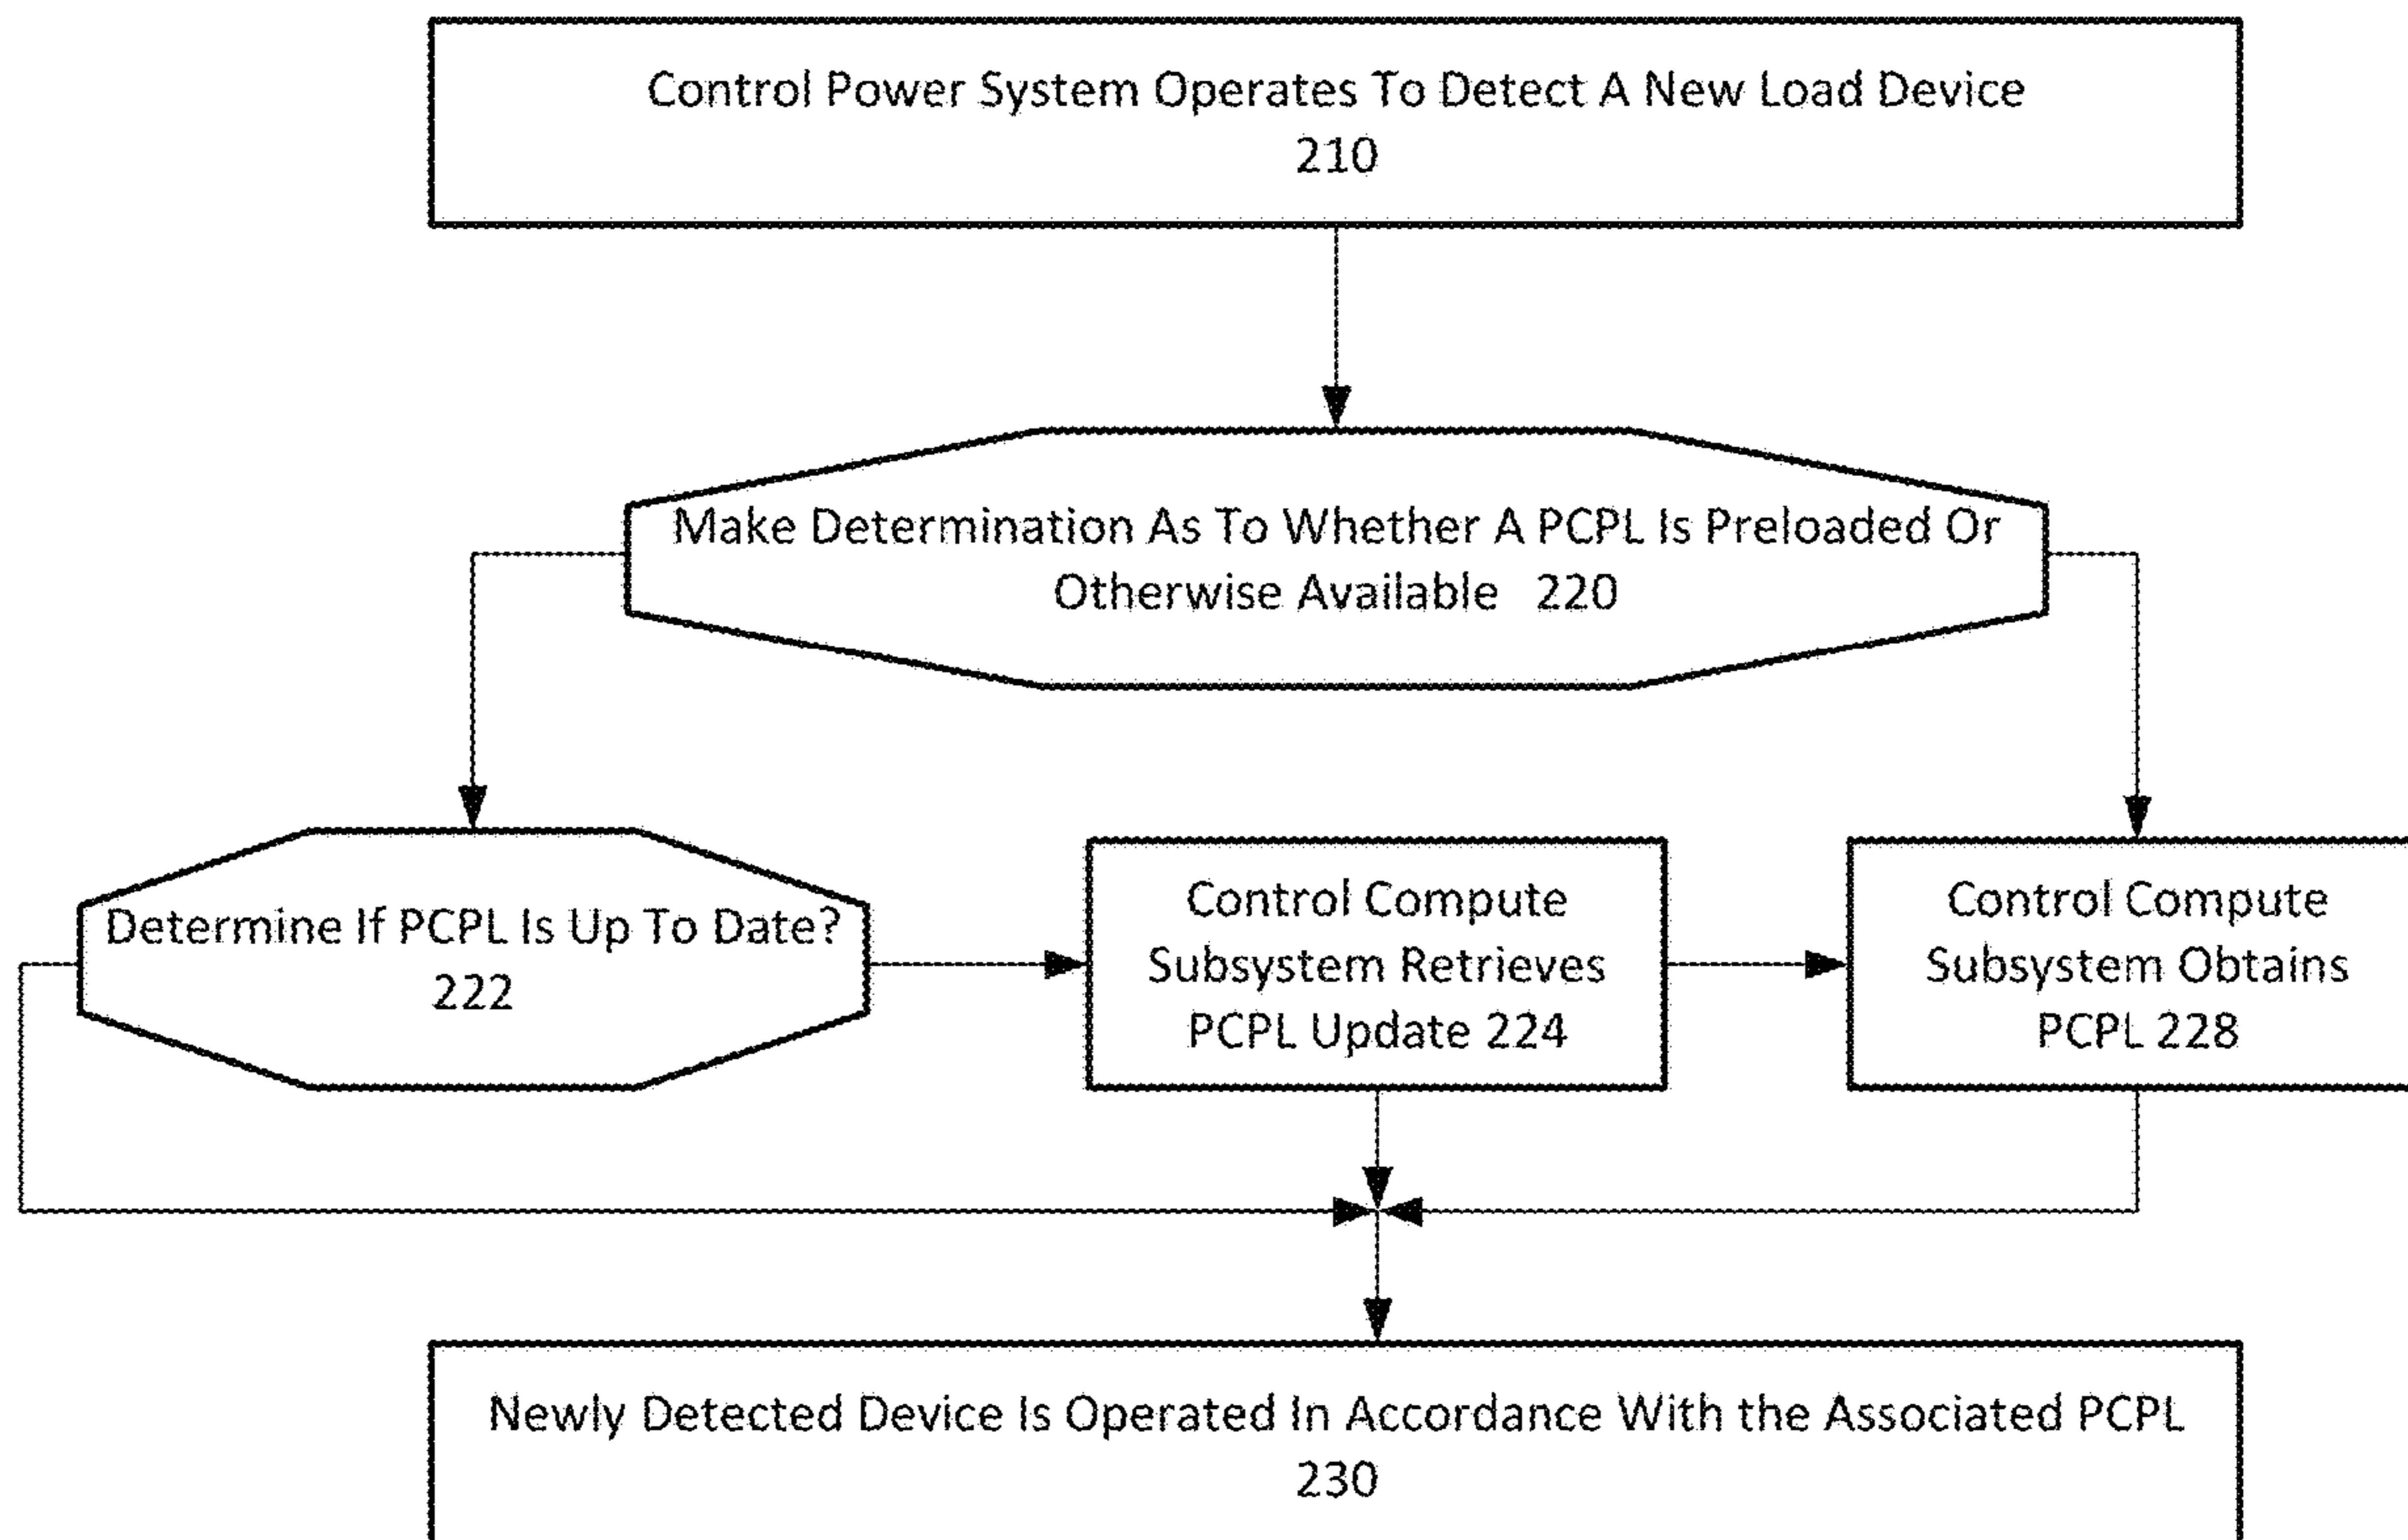 Control Power System Operates To Detect A New Load Device
210
Make Determination As To Whether A PCPL Is Preloaded Or
Otherwise Available 220
Determine If PCPL Is Up To Date?
222
Control Compute
Subsystem Retrieves
PCPL Update 224
Control Compute
Subsystem Obtains
PCPL 228
Newly Detected Device Is Operated In Accordance With the Associated PCPL
230